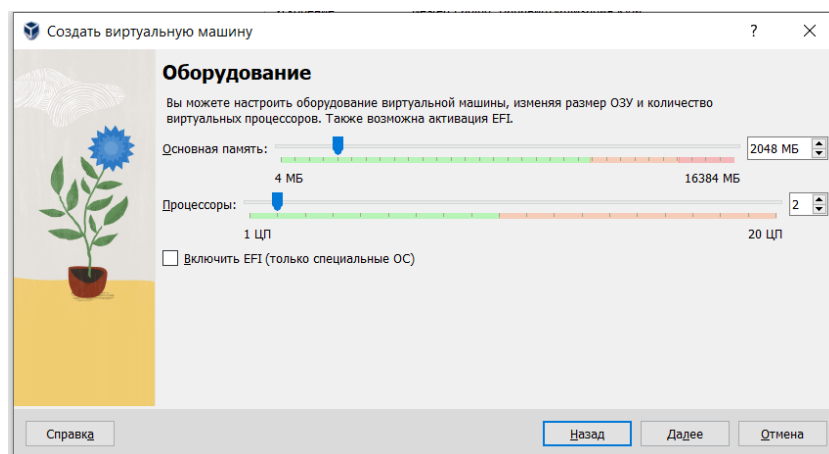 Создать виртуальную машину
?
Оборудование
Вы можете настроить оборудование виртуальной машины, изменяя размер ОЗУ и количество
виртуальных процессоров. Также возможна активация EFI.
Основная память:
2048 МБ
4 МБ
16384 МБ
Процессоры:
2
1 ЦП
20 ЦП
Включить EFI (только специальные ОС)
Справка
Назад
Далее
Отмена